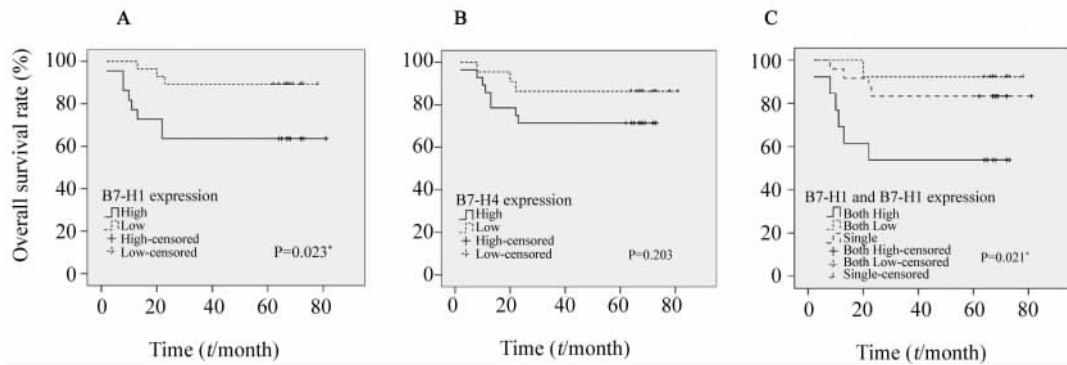 A
B
C
Overall survival rate (%)
100
80
60
40
20
0
B7-H1 expression
High
Low
High-censored
Low-censored
P=0.023*
0 20 40 60 80
Time (t/month)
100
80
60
40
20
0
B7-H4 expression
High
Low
High-censored
Low-censored
P=0.203
0 20 40 60 80
Time (t/month)
100
80
60
40
20
0
B7-H1 and B7-H1 expression
Both High
Both Low
Single
Both High-censored
Both Low-censored
Single-censored
P=0.021*
0 20 40 60 80
Time (t/month)